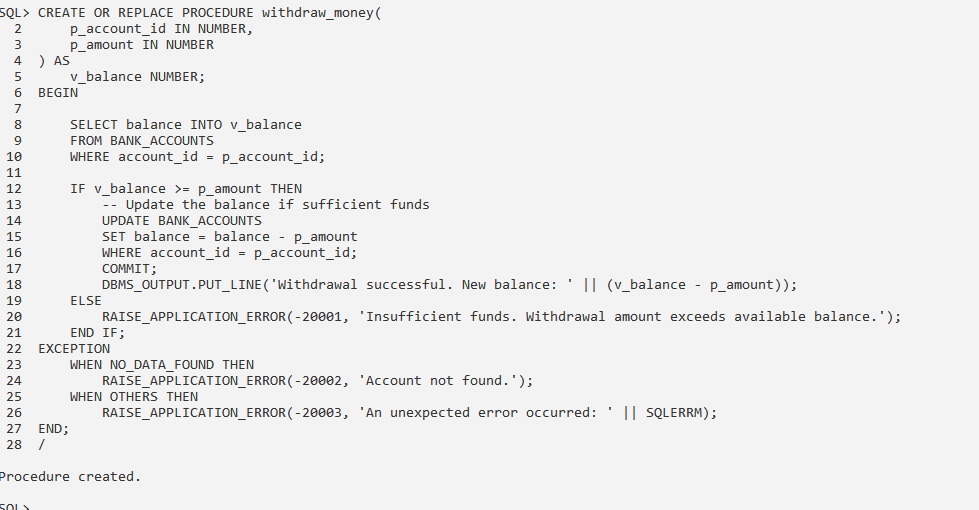 SQL> CREATE OR REPLACE PROCEDURE withdraw_money(
  2      p_account_id IN NUMBER,
  3      p_amount IN NUMBER
  4  ) AS
  5      v_balance NUMBER;
  6  BEGIN
  7
  8      SELECT balance INTO v_balance
  9      FROM BANK_ACCOUNTS
 10      WHERE account_id = p_account_id;
 11
 12      IF v_balance >= p_amount THEN
 13          -- Update the balance if sufficient funds
 14          UPDATE BANK_ACCOUNTS
 15          SET balance = balance - p_amount
 16          WHERE account_id = p_account_id;
 17          COMMIT;
 18          DBMS_OUTPUT.PUT_LINE('Withdrawal successful. New balance: ' || (v_balance - p_amount));
 19      ELSE
 20          RAISE_APPLICATION_ERROR(-20001, 'Insufficient funds. Withdrawal amount exceeds available balance.');
 21      END IF;
 22  EXCEPTION
 23      WHEN NO_DATA_FOUND THEN
 24          RAISE_APPLICATION_ERROR(-20002, 'Account not found.');
 25      WHEN OTHERS THEN
 26          RAISE_APPLICATION_ERROR(-20003, 'An unexpected error occurred: ' || SQLERRM);
 27  END;
 28  /
Procedure created.
SQL>